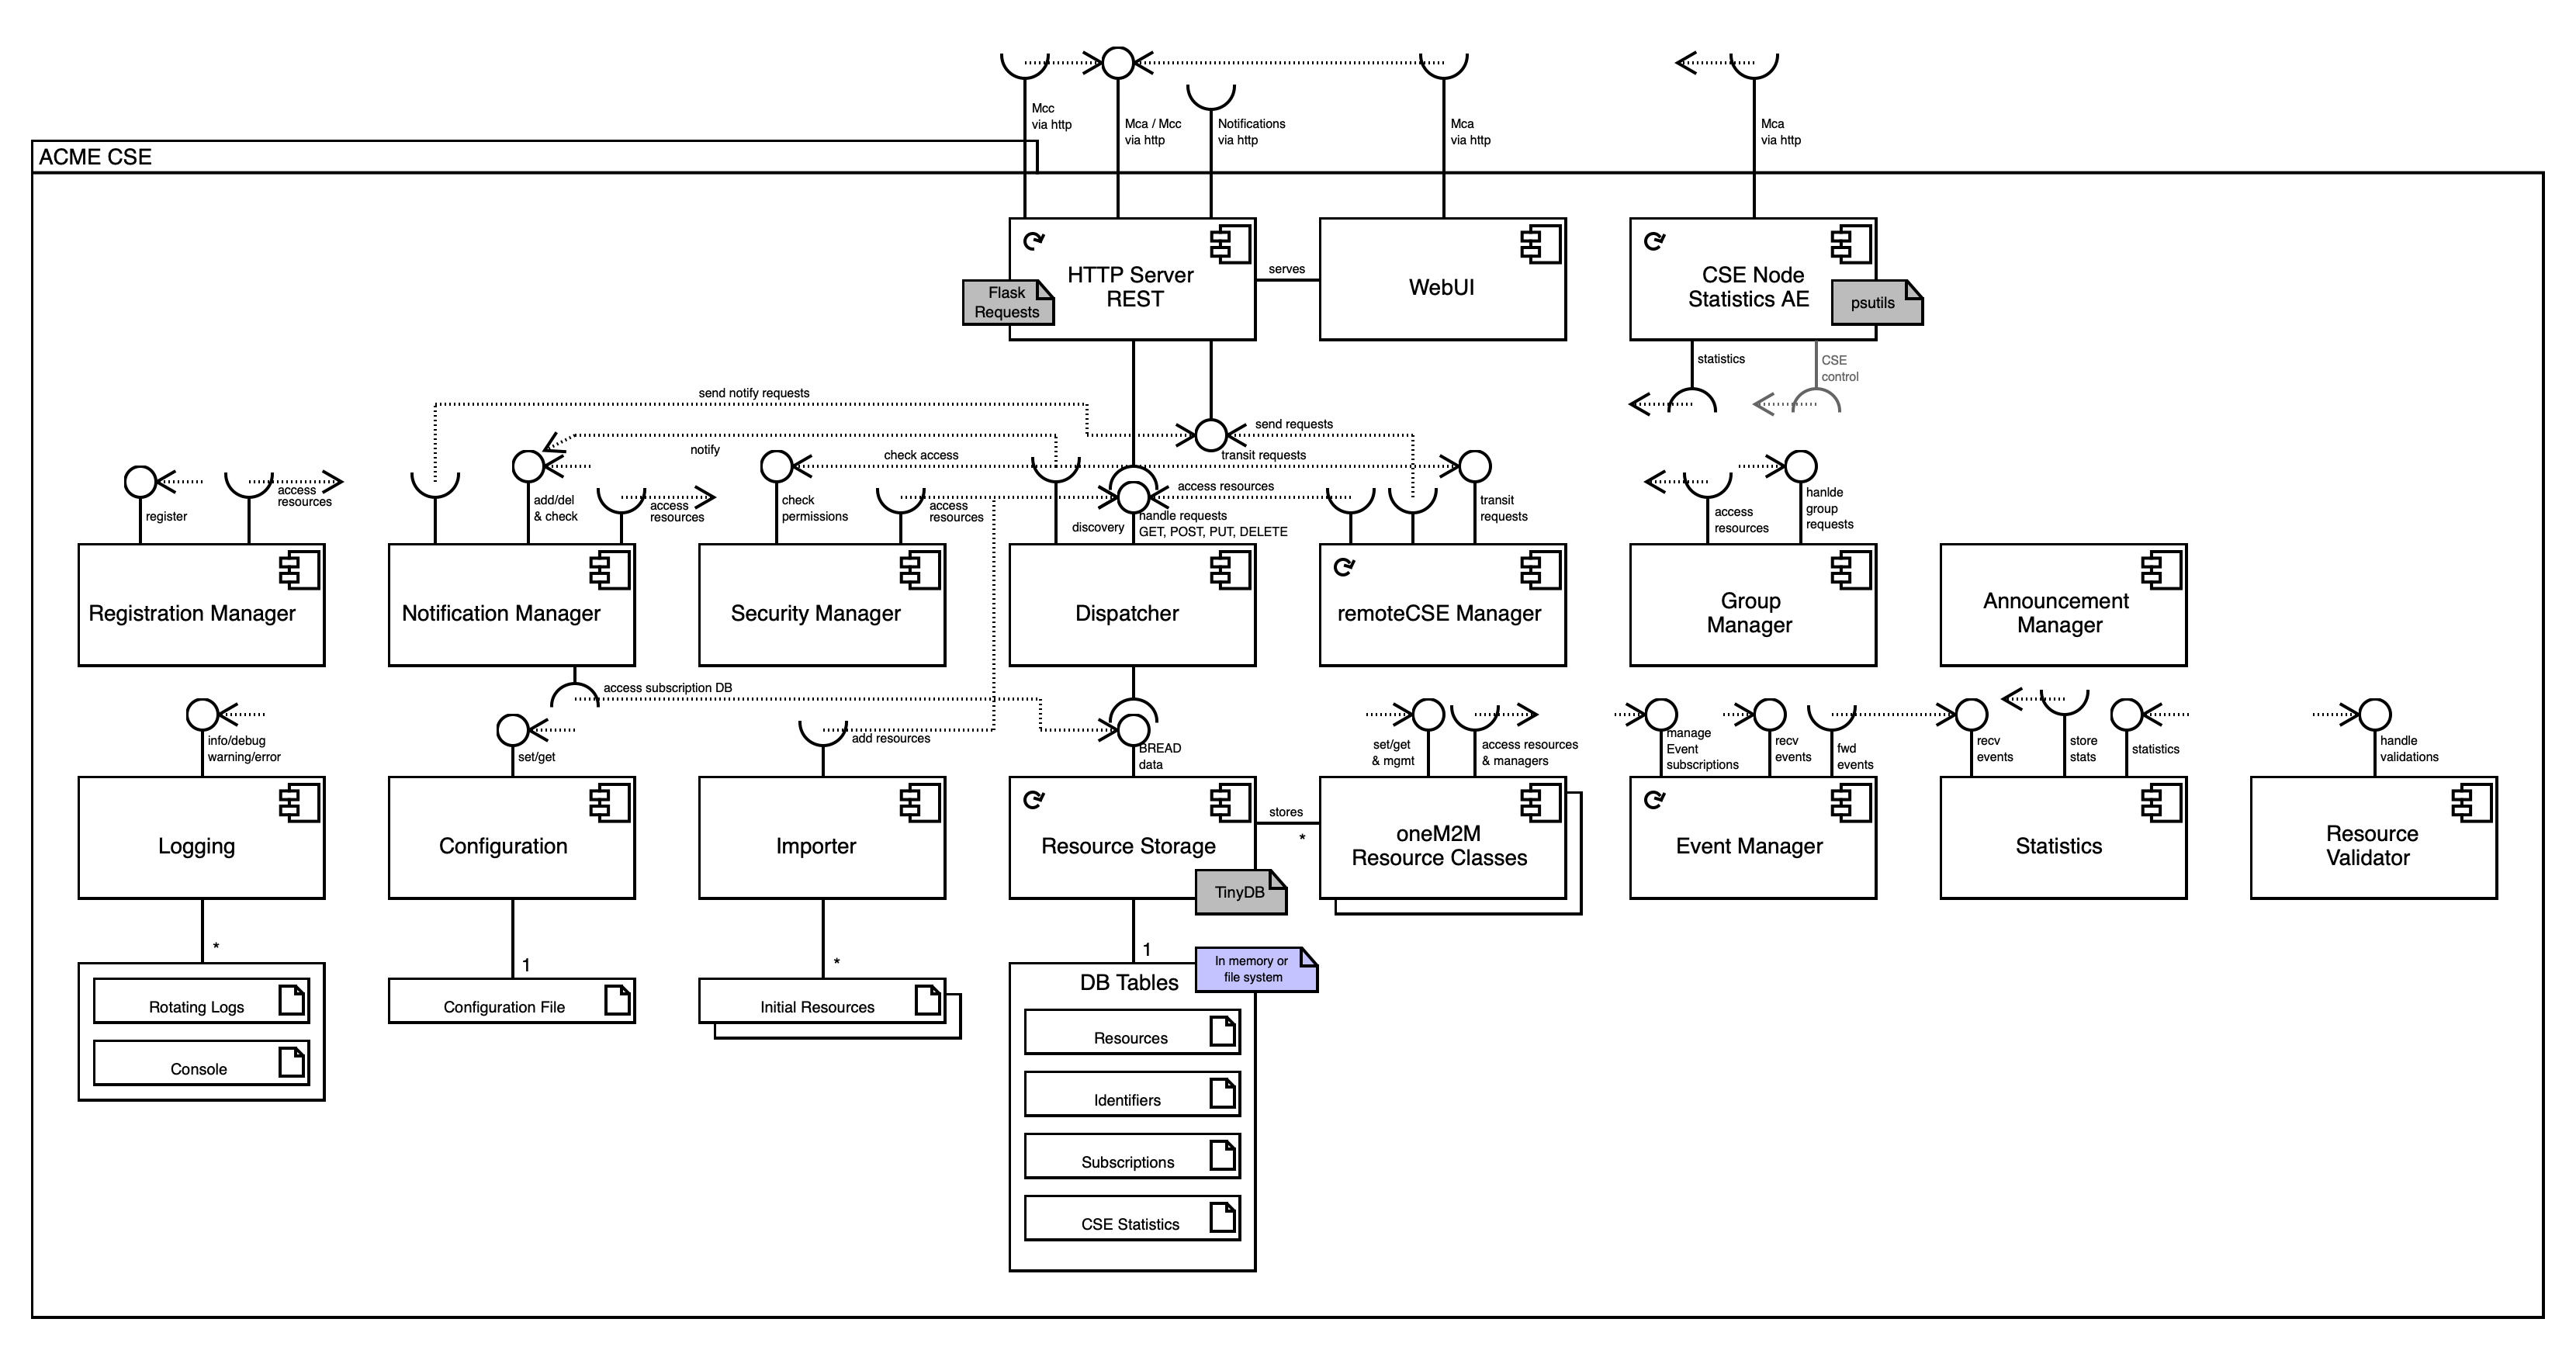 Mcc
via http
Mca / Mcc
via http
Notifications
via http
Mca
via http
Mca
via http
ACME CSE
HTTP Server
REST
Flask
Requests
serves
WebUI
CSE Node
Statistics AE
psutils
statistics
CSE
control
send notify requests
send requests
notify
check access
transit requests
register
access
resources
add/del
& check
access
resources
check
permissions
access
resources
discovery
handle requests
GET, POST, PUT, DELETE
access resources
transit
requests
access
resources
hanlde
group
requests
Registration Manager
Notification Manager
Security Manager
Dispatcher
remoteCSE Manager
Group
Manager
Announcement
Manager
access subscription DB
info/debug
warning/error
set/get
add resources
BREAD
data
set/get
& mgmt
access resources
& managers
manage
Event
subscriptions
recv
events
fwd
events
recv
events
store
stats
statistics
handle
validations
Logging
Configuration
Importer
Resource Storage
TinyDB
stores
*
oneM2M
Resource Classes
Event Manager
Statistics
Resource
Validator
*
1
*
1
Rotating Logs
Console
Configuration File
Initial Resources
DB Tables
In memory or
file system
Resources
Identifiers
Subscriptions
CSE Statistics